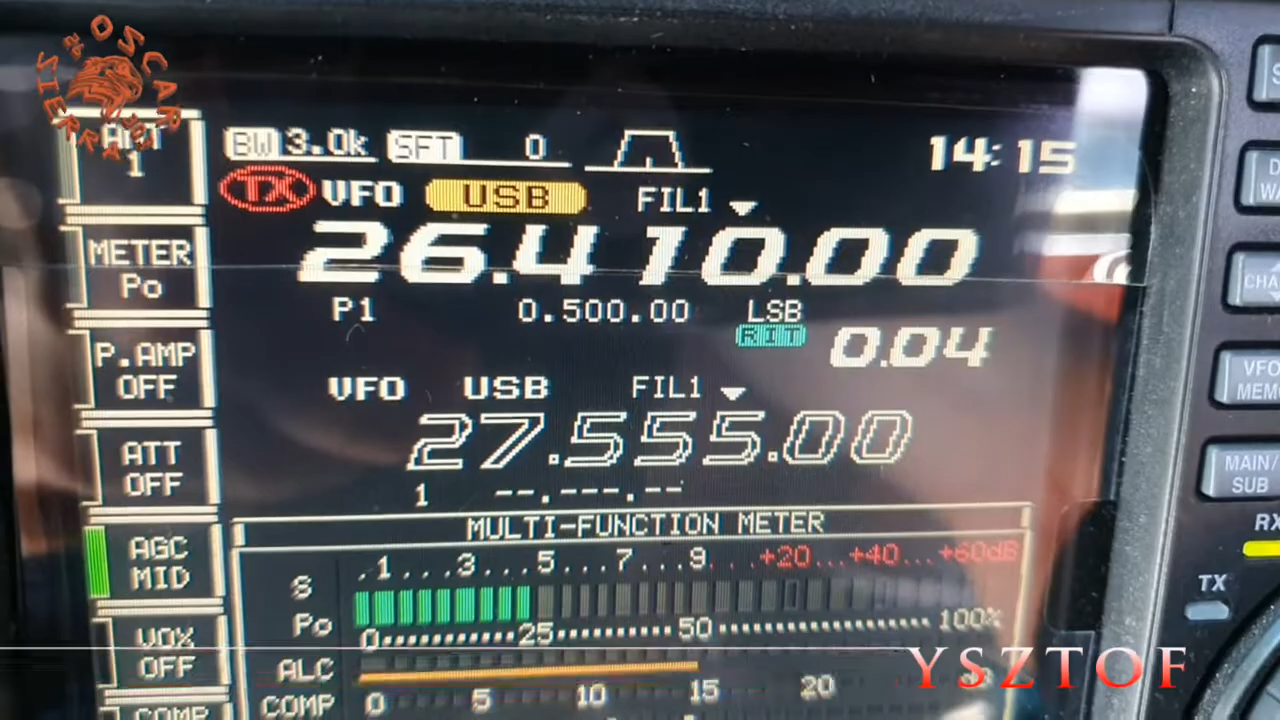 OSCAR
SIERRA
ANT
1
BW 3.0k SFT 0
14:15
TX VFO USB FIL1
26.410.00
METER
Po
P1 0.500.00 LSB
RIT 0.04
P.AMP
OFF
VFO USB FIL1
27.555.00
ATT
OFF
1 --.---.--
MULTI-FUNCTION METER
AGC
MID
S .1...3...5...7...9...+20...+40...+60dB
Po 0 25 50 100%
VOX
OFF
ALC
COMP 0 5 10 15 20
COMP
CHA
VFO
MEM
MAIN/
SUB
RX
TX
YSZTOF